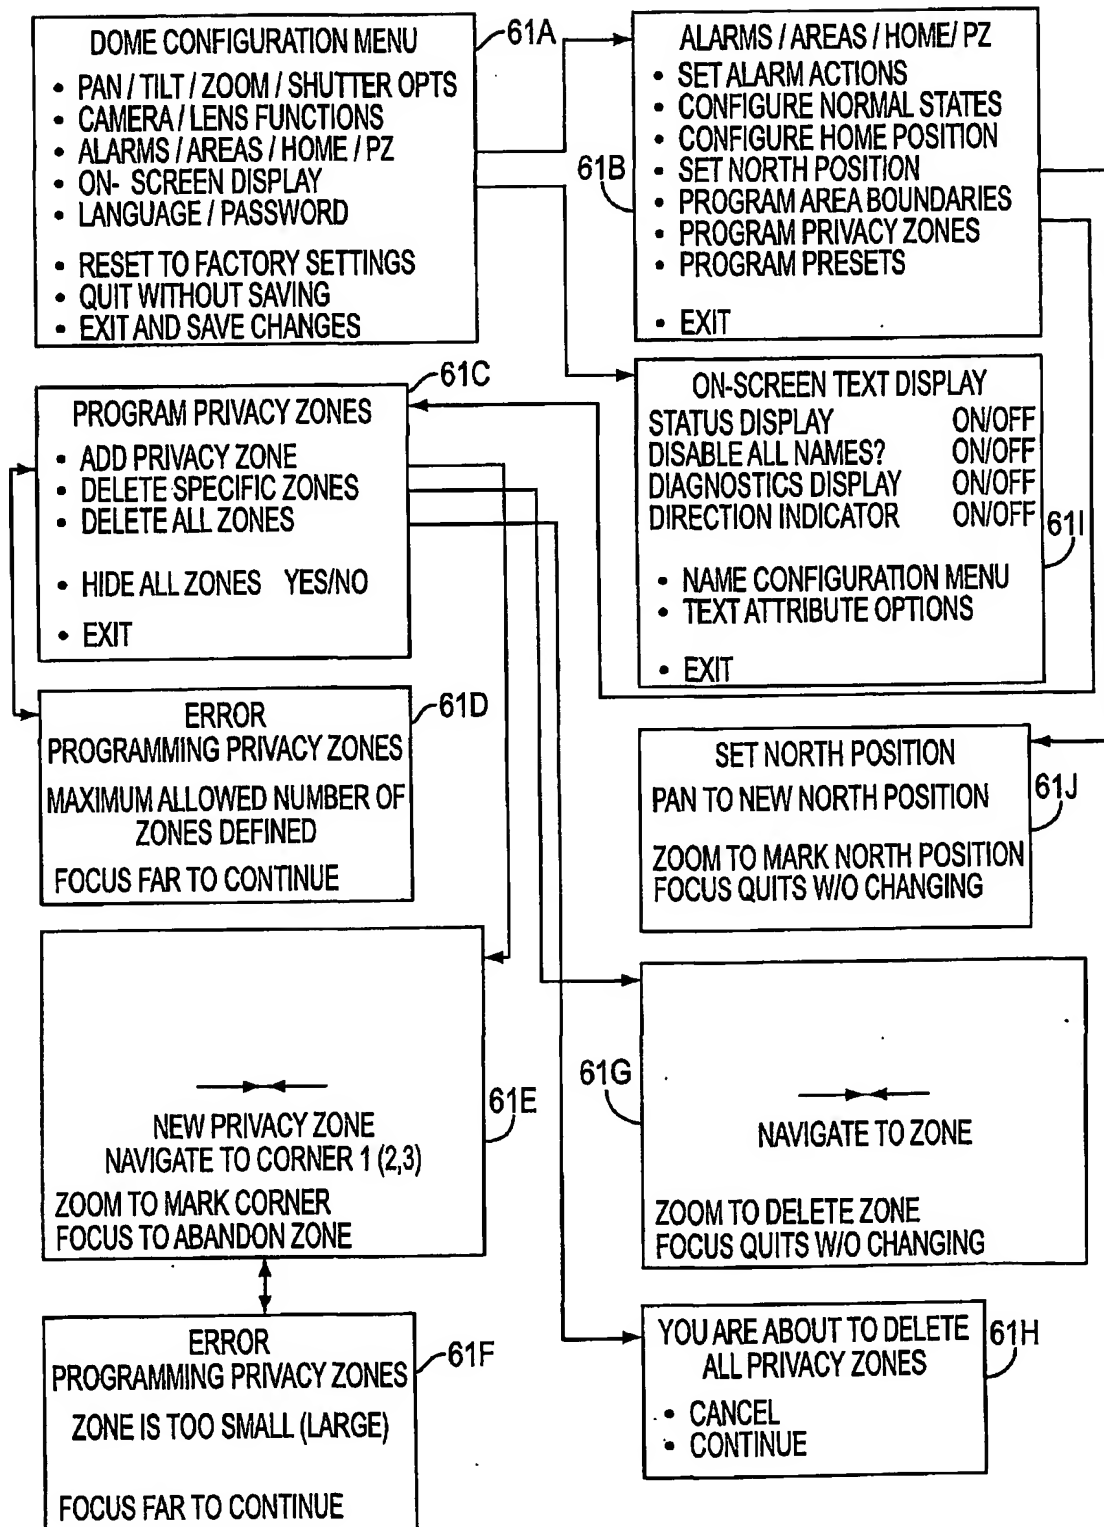 DOME CONFIGURATION MENU
• PAN / TILT / ZOOM / SHUTTER OPTS
• CAMERA / LENS FUNCTIONS
• ALARMS / AREAS / HOME / PZ
• ON- SCREEN DISPLAY
• LANGUAGE / PASSWORD
• RESET TO FACTORY SETTINGS
• QUIT WITHOUT SAVING
• EXIT AND SAVE CHANGES
61A
ALARMS / AREAS / HOME/ PZ
• SET ALARM ACTIONS
• CONFIGURE NORMAL STATES
• CONFIGURE HOME POSITION
• SET NORTH POSITION
• PROGRAM AREA BOUNDARIES
• PROGRAM PRIVACY ZONES
• PROGRAM PRESETS
• EXIT
61B
61C
PROGRAM PRIVACY ZONES
• ADD PRIVACY ZONE
• DELETE SPECIFIC ZONES
• DELETE ALL ZONES
• HIDE ALL ZONES YES/NO
• EXIT
ON-SCREEN TEXT DISPLAY
STATUS DISPLAY ON/OFF
DISABLE ALL NAMES? ON/OFF
DIAGNOSTICS DISPLAY ON/OFF
DIRECTION INDICATOR ON/OFF
• NAME CONFIGURATION MENU
• TEXT ATTRIBUTE OPTIONS
• EXIT
61I
61D
ERROR
PROGRAMMING PRIVACY ZONES
MAXIMUM ALLOWED NUMBER OF
ZONES DEFINED
FOCUS FAR TO CONTINUE
SET NORTH POSITION
PAN TO NEW NORTH POSITION
ZOOM TO MARK NORTH POSITION
FOCUS QUITS W/O CHANGING
61J
NEW PRIVACY ZONE
NAVIGATE TO CORNER 1 (2,3)
ZOOM TO MARK CORNER
FOCUS TO ABANDON ZONE
61E
61G
NAVIGATE TO ZONE
ZOOM TO DELETE ZONE
FOCUS QUITS W/O CHANGING
ERROR
PROGRAMMING PRIVACY ZONES
ZONE IS TOO SMALL (LARGE)
FOCUS FAR TO CONTINUE
61F
YOU ARE ABOUT TO DELETE
ALL PRIVACY ZONES
• CANCEL
• CONTINUE
61H